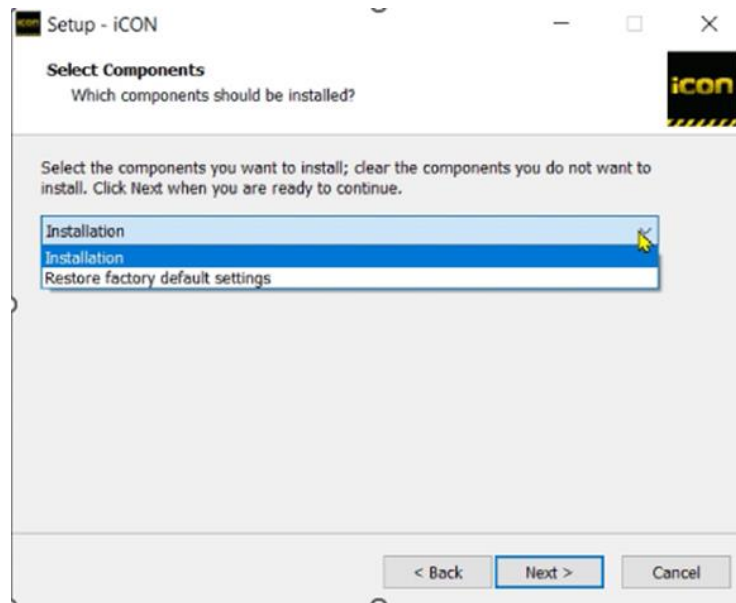 icon
Setup - iCON
Select Components
Which components should be installed?
icon
Select the components you want to install; clear the components you do not want to
install. Click Next when you are ready to continue.
Installation
Installation
Restore factory default settings
< Back
Next >
Cancel